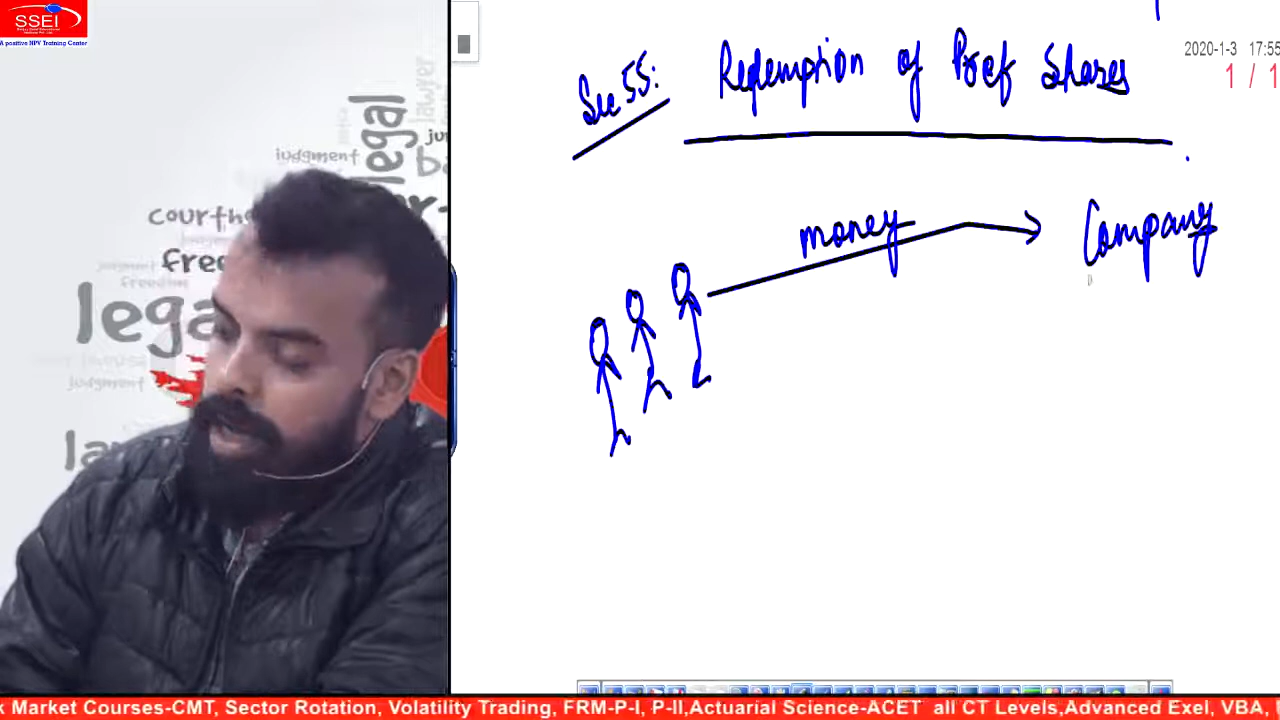 SSEI
A positive NPV Training Center
legal
lawyer
judgment
freedom
legal
judgment
2020-1-3 17:55
1 / 1
Sec 55: Redemption of Pref Shares
money
Company
k Market Courses-CMT, Sector Rotation, Volatility Trading, FRM-P-I, P-II,Actuarial Science-ACET all CT Levels,Advanced Exel, VBA,